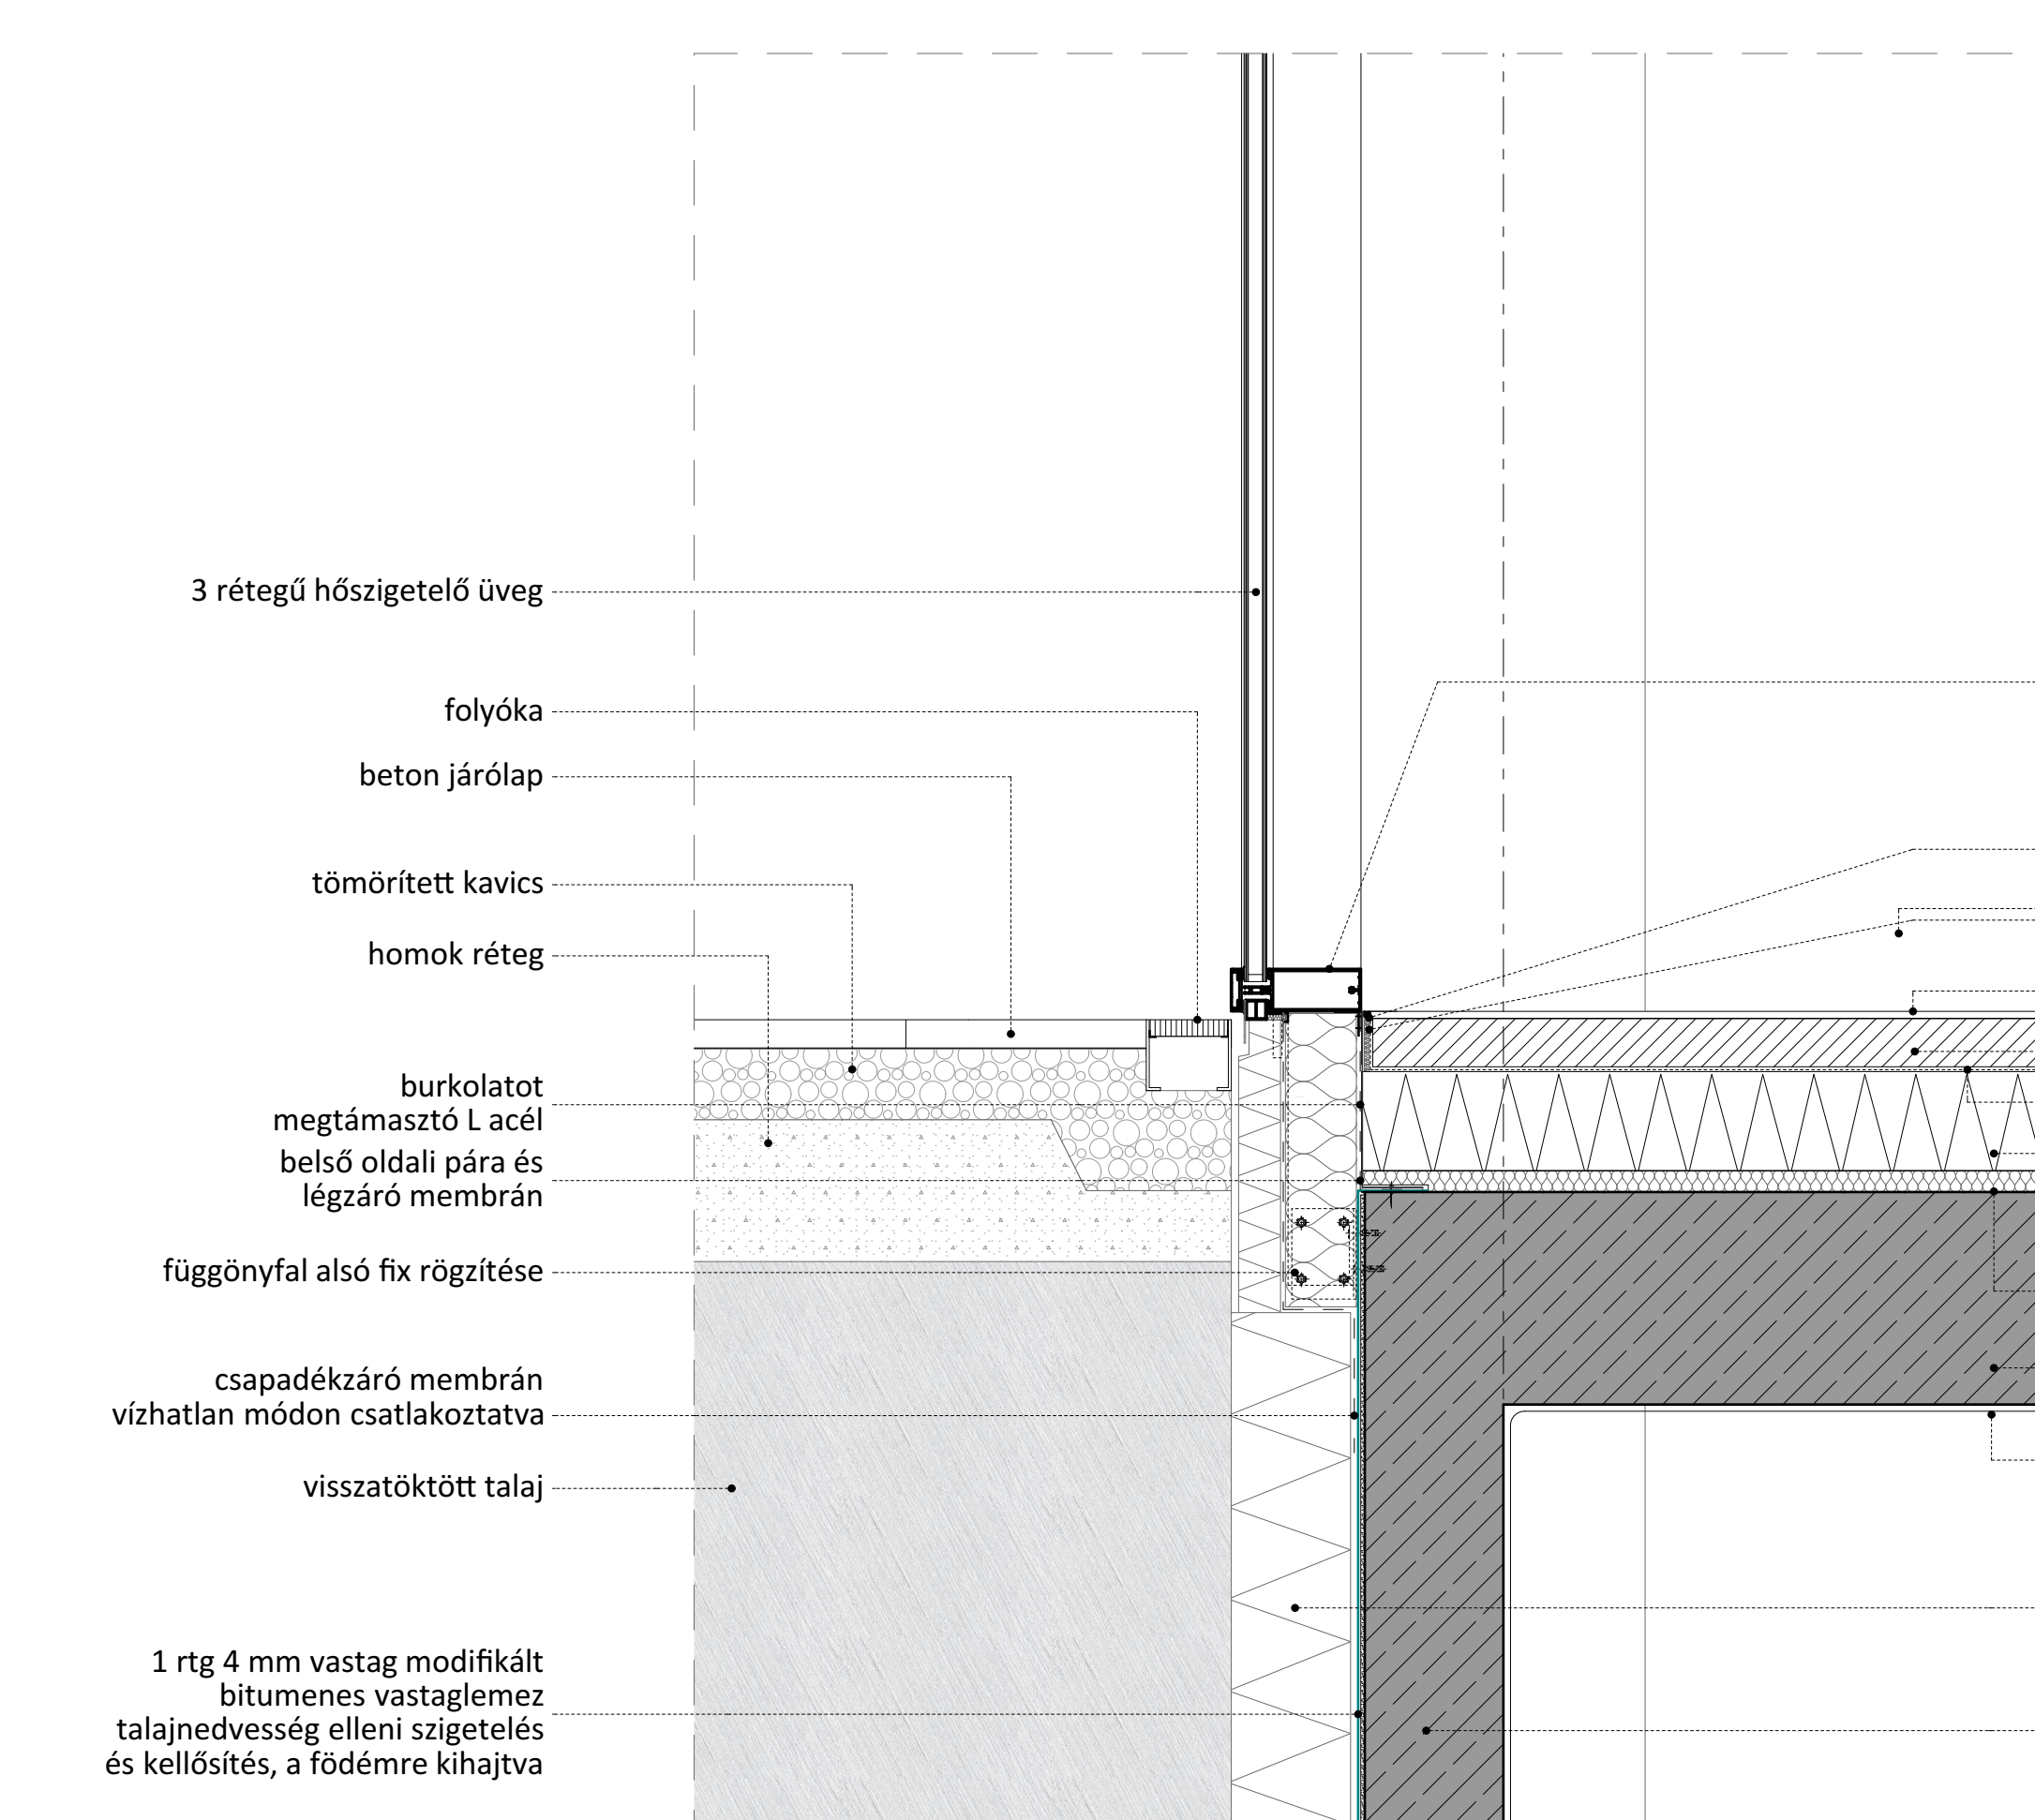 3 rétegű hőszigetelő üveg
folyóka
beton járólap
tömörített kavics
homok réteg
burkolatot
megtámasztó L acél
belső oldali pára és
légzáró membrán
függönyfal alsó fix rögzítése
csapadékzáró membrán
vízhatlan módon csatlakoztatva
visszatöktött talaj
1 rtg 4 mm vastag modifikált
bitumenes vastaglemez
talajnedvesség elleni szigetelés
és kellősítés, a födémre kihajtva